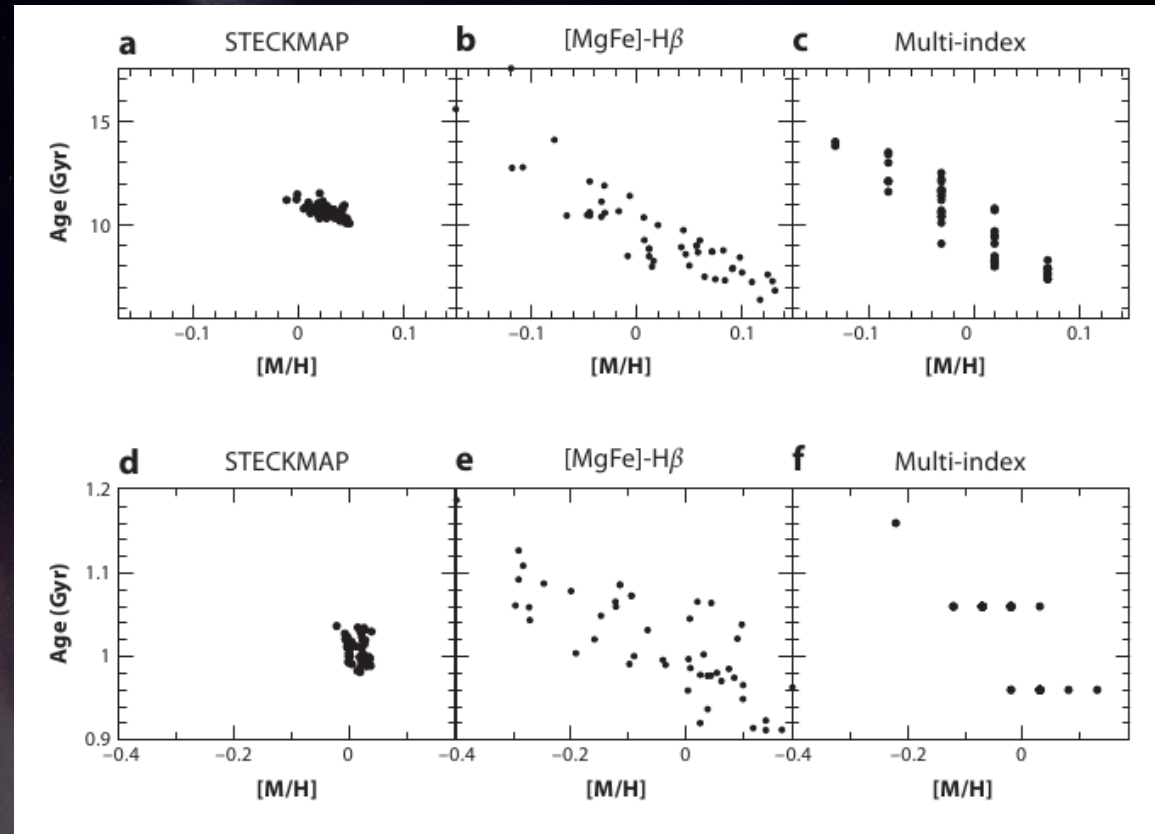 a STECKMAP b [MgFe]-Hβ c Multi-index
15
10
Age (Gyr)
−0.1 0 0.1 −0.1 0 0.1 −0.1 0 0.1
[M/H] [M/H] [M/H]
d STECKMAP e [MgFe]-Hβ f Multi-index
1.2
1.1
1
0.9
Age (Gyr)
−0.4 −0.2 0 −0.4 −0.2 0 −0.4 −0.2 0
[M/H] [M/H] [M/H]